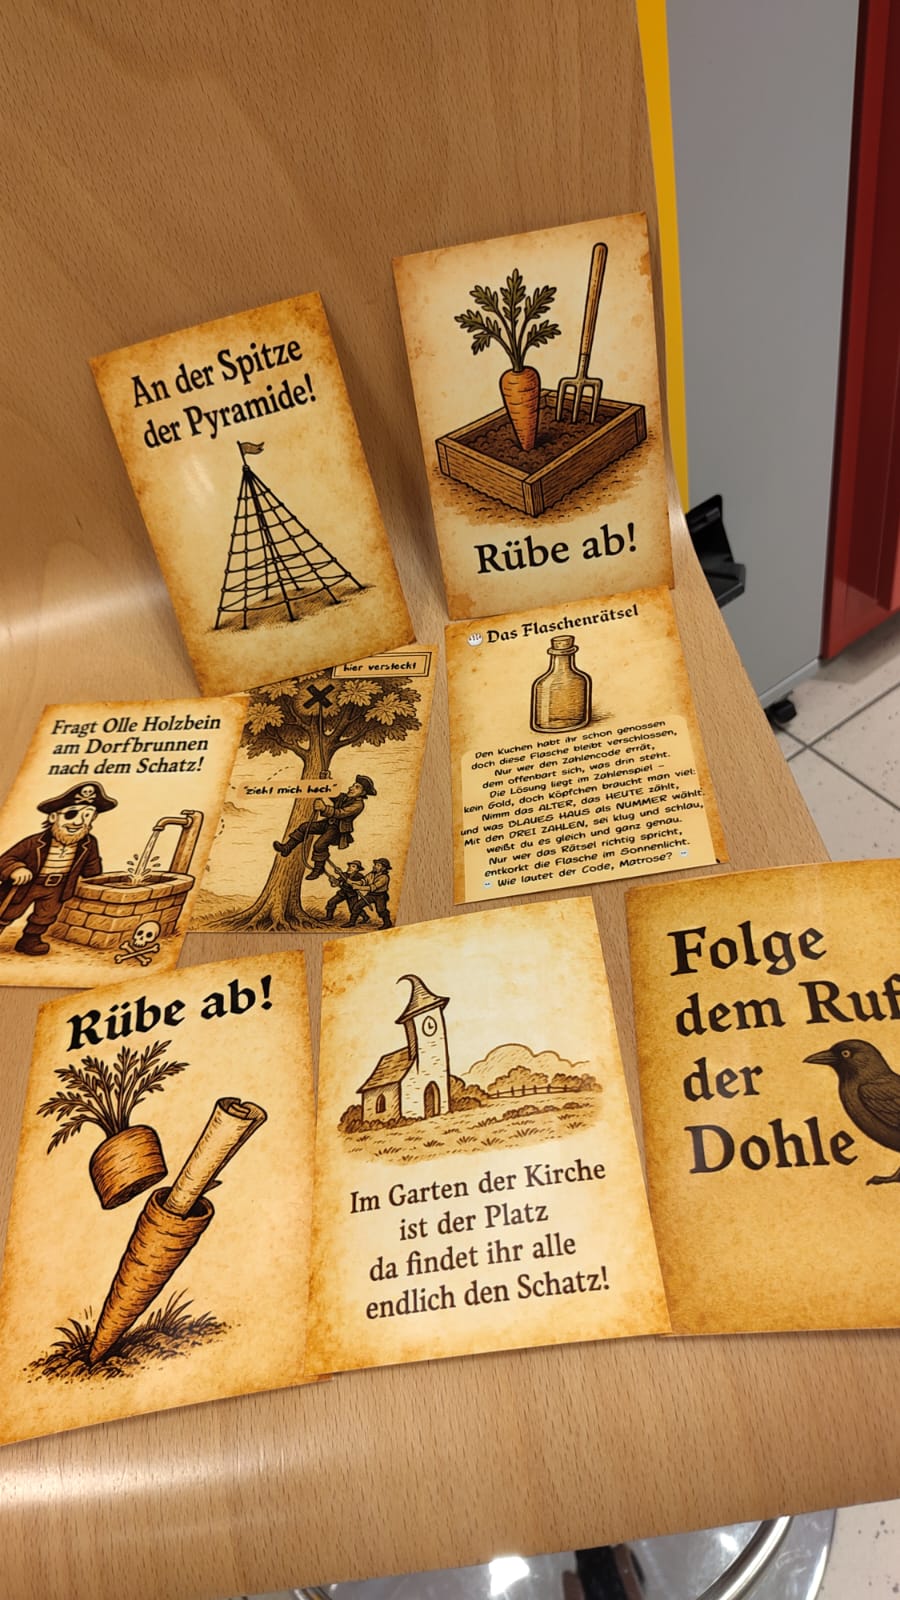 An der Spitze
der Pyramide!
Rübe ab!
Fragt Olle Holzbein
am Dorfbrunnen
nach dem Schatz!
hier versteckt
"zieht mich hoch"
Das Flaschenrätsel
Den Kuchen habt ihr schon genossen
doch diese Flasche bleibt verschlossen,
Nur wer den Zahlencode errät,
dem offenbart sich, was drin steht.
Die Lösung liegt im Zahlenspiel –
kein Gold, doch Köpfchen braucht man viel:
Nimm das ALTER, das HEUTE zählt,
und was BLAUES HAUS als NUMMER wählt.
Mit den DREI ZAHLEN, sei klug und schlau,
weißt du es gleich und ganz genau.
Nur wer das Rätsel richtig spricht,
entkorkt die Flasche im Sonnenlicht.
Wie lautet der Code, Matrose?
Rübe ab!
Im Garten der Kirche
ist der Platz
da findet ihr alle
endlich den Schatz!
Folge
dem Ruf
der
Dohle